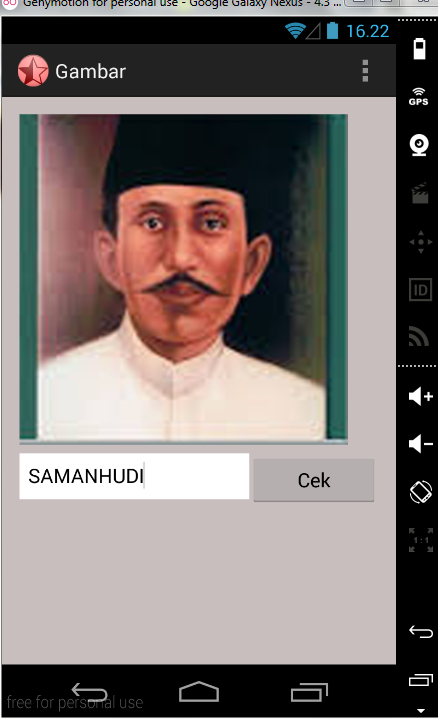 Genymotion for personal use - Google Galaxy Nexus - 4.3 ...
16.22
Gambar
GPS
ID
SAMANHUDI
Cek
1:1
free for personal use